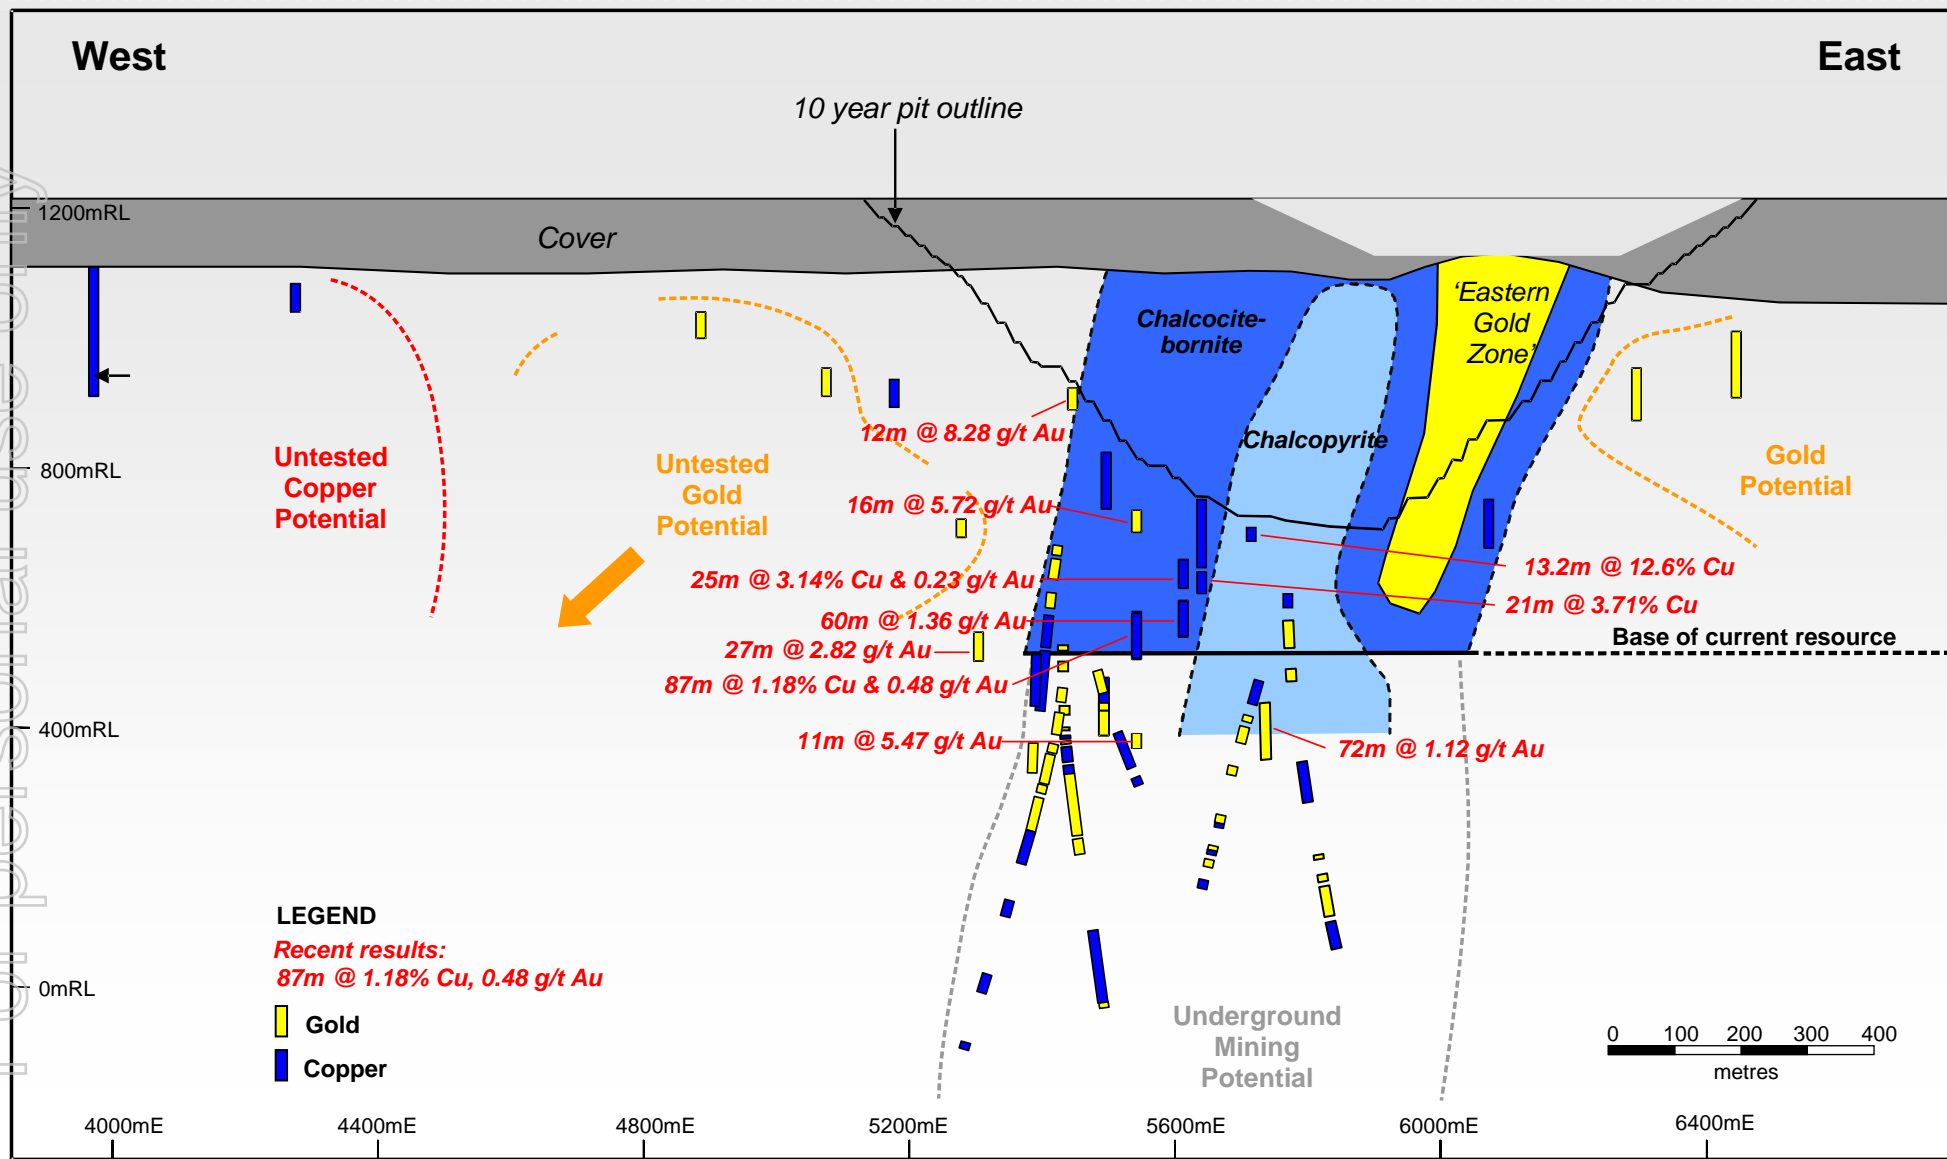 West
East
10 year pit outline
1200mRL
Cover
'Eastern
Gold
Zone'
Chalcocite-
bornite
12m @ 8.28 g/t Au
Chalcopyrite
800mRL
Untested
Copper
Potential
Untested
Gold
Potential
Gold
Potential
16m @ 5.72 g/t Au
13.2m @ 12.6% Cu
25m @ 3.14% Cu & 0.23 g/t Au
21m @ 3.71% Cu
60m @ 1.36 g/t Au
Base of current resource
27m @ 2.82 g/t Au
87m @ 1.18% Cu & 0.48 g/t Au
400mRL
11m @ 5.47 g/t Au
72m @ 1.12 g/t Au
LEGEND
Recent results:
87m @ 1.18% Cu, 0.48 g/t Au
Gold
Copper
0mRL
Underground
Mining
Potential
0 100 200 300 400
metres
4000mE 4400mE 4800mE 5200mE 5600mE 6000mE 6400mE
For personal use only